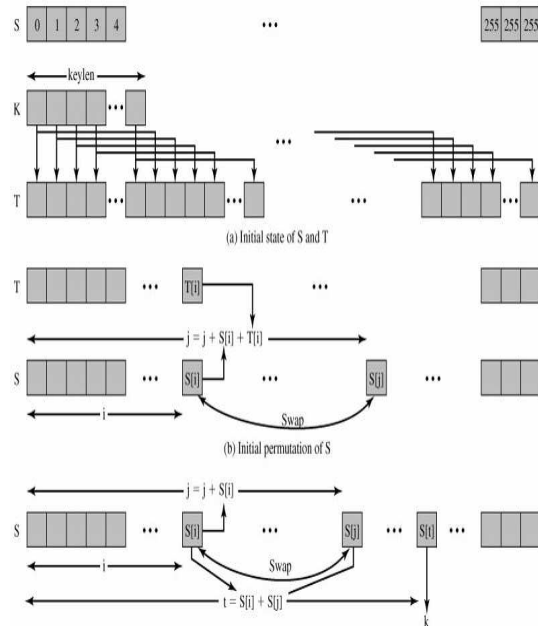 S 0 1 2 3 4 ••• 255 255 255
keylen
K •••
•••
T ••• ••• ••• •••
(a) Initial state of S and T
T ••• T[i] •••
j = j + S[i] + T[i]
S ••• S[i] ••• S[j] •••
i
Swap
(b) Initial permutation of S
j = j + S[i]
S ••• S[i] ••• S[j] ••• S[t] •••
i
Swap
t = S[i] + S[j]
k